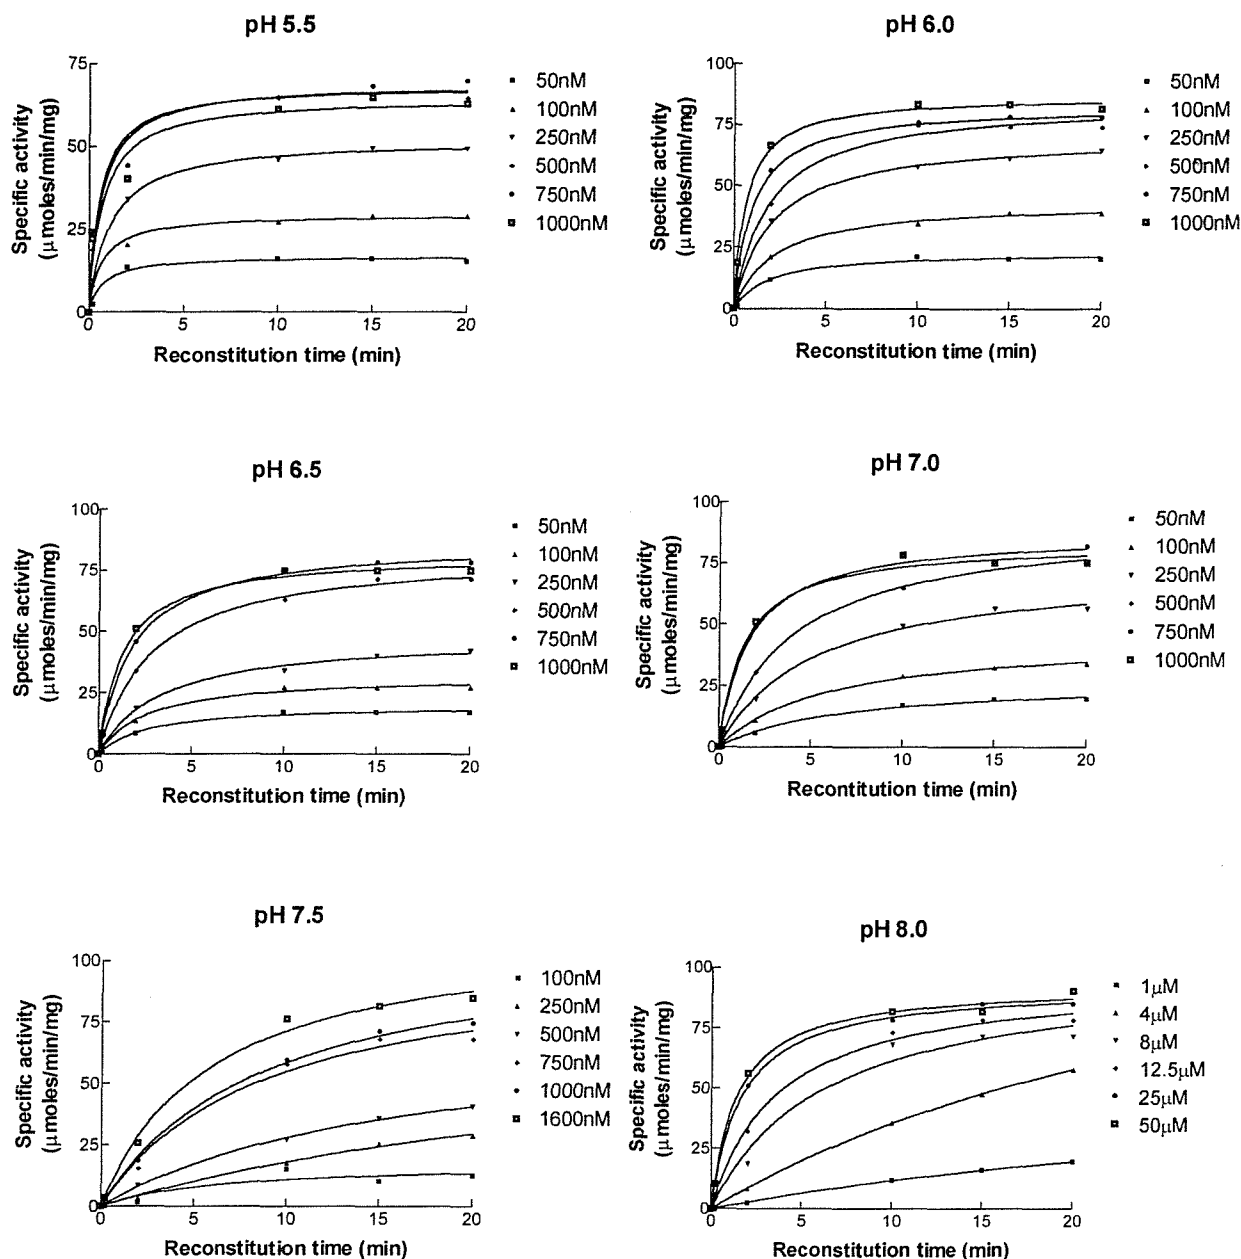 pH 5.5
75
50
25
0
0
5
10
15
20
Specific activity
(μmoles/min/mg)
Reconstitution time (min)
50nM
100nM
250nM
500nM
750nM
1000nM
pH 6.0
100
75
50
25
0
0
5
10
15
20
Specific activity
(μmoles/min/mg)
Reconstitution time (min)
50nM
100nM
250nM
500nM
750nM
1000nM
pH 6.5
100
75
50
25
0
0
5
10
15
20
Specific activity
(μmoles/min/mg)
Reconstitution time (min)
50nM
100nM
250nM
500nM
750nM
1000nM
pH 7.0
100
75
50
25
0
0
5
10
15
20
Specific activity
(μmoles/min/mg)
Recontitution time (min)
50nM
100nM
250nM
500nM
750nM
1000nM
pH 7.5
100
75
50
25
0
0
5
10
15
20
Specific activity
(μmoles/min/mg)
Reconstitution time (min)
100nM
250nM
500nM
750nM
1000nM
1600nM
pH 8.0
100
75
50
25
0
0
5
10
15
20
Specific activity
(μmoles/min/mg)
Reconstitution time (min)
1μM
4μM
8μM
12.5μM
25μM
50μM